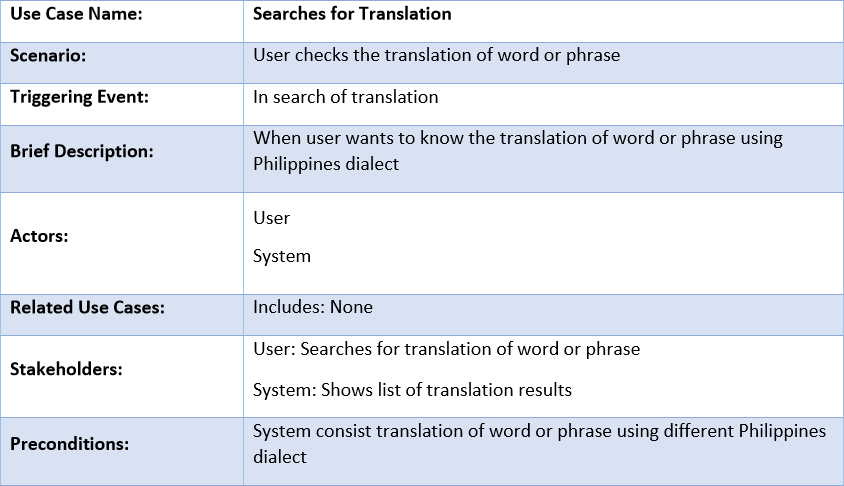 Use Case Name: Searches for Translation
Scenario: User checks the translation of word or phrase
Triggering Event: In search of translation
Brief Description: When user wants to know the translation of word or phrase using
Philippines dialect
Actors: User
System
Related Use Cases: Includes: None
Stakeholders: User: Searches for translation of word or phrase
System: Shows list of translation results
Preconditions: System consist translation of word or phrase using different Philippines
dialect